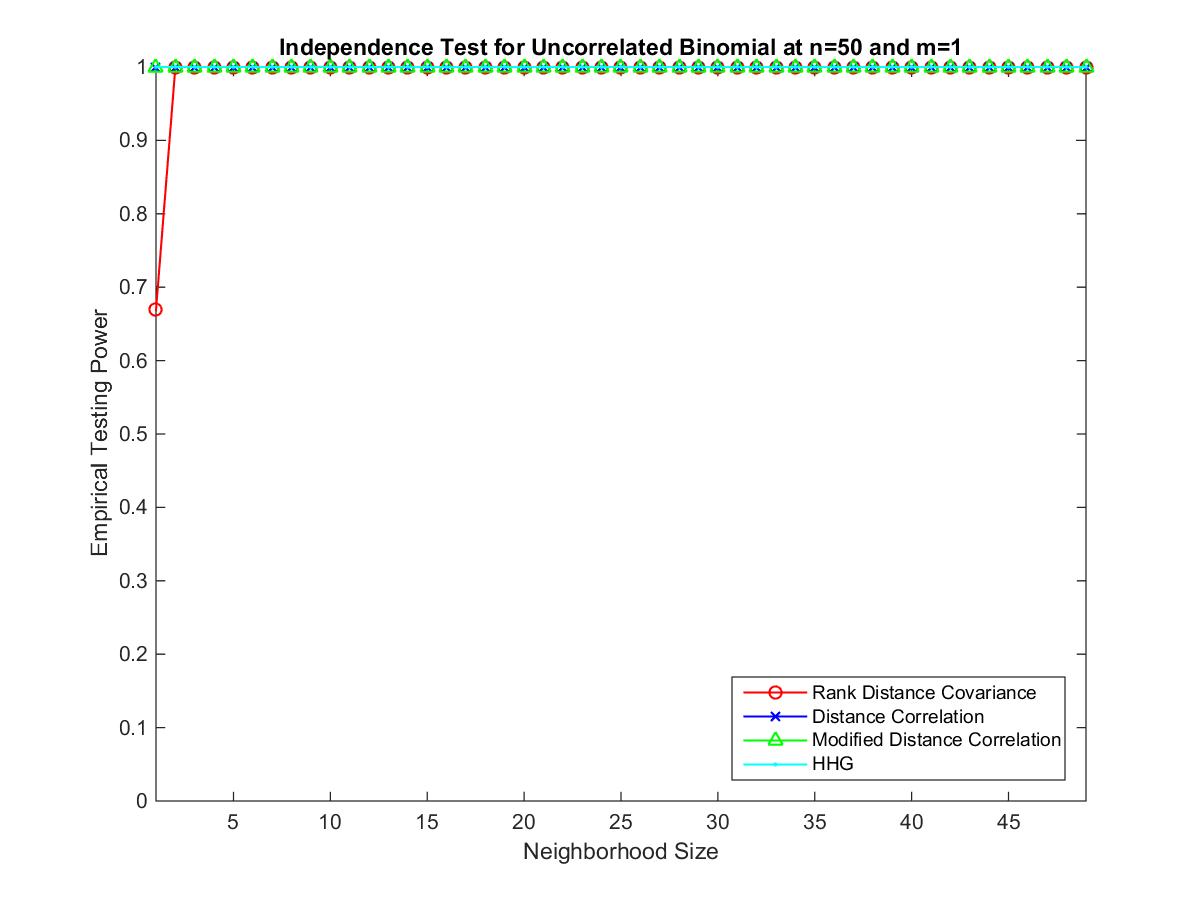 Independence Test for Uncorrelated Binomial at n=50 and m=1
1
0.9
0.8
0.7
0.6
0.5
0.4
0.3
0.2
0.1
0
Empirical Testing Power
Rank Distance Covariance
Distance Correlation
Modified Distance Correlation
HHG
5 10 15 20 25 30 35 40 45
Neighborhood Size